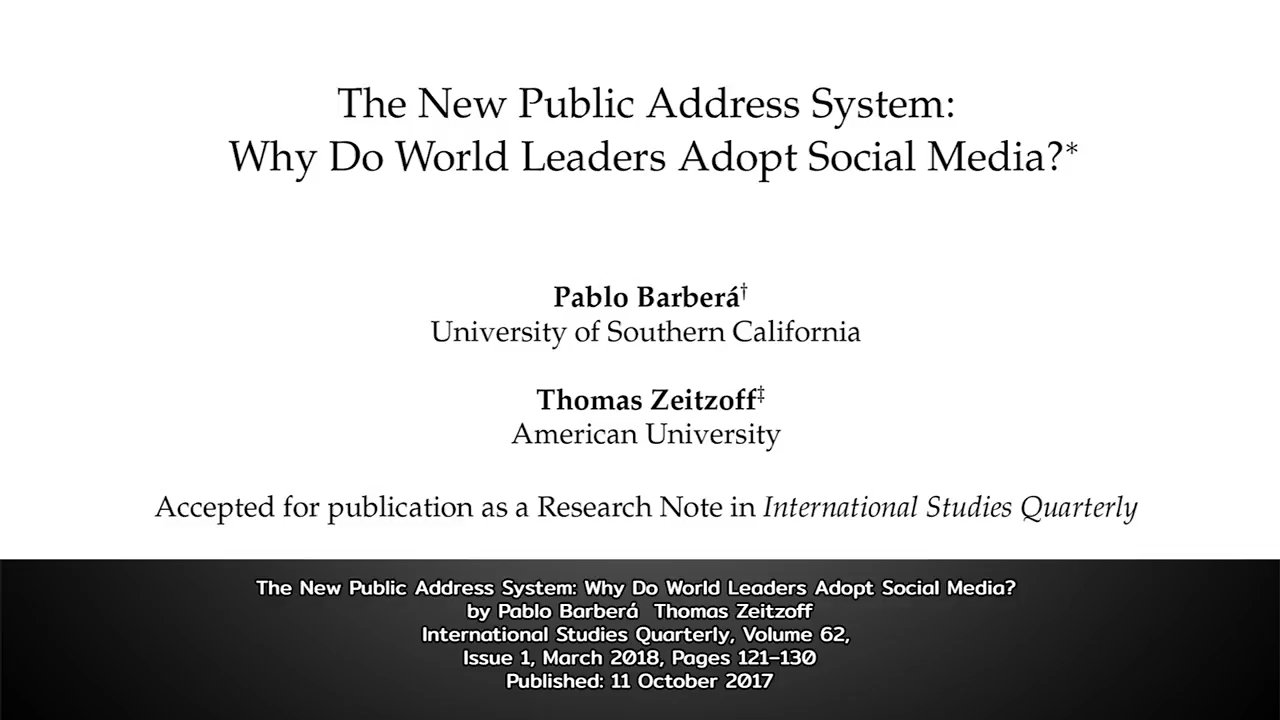 The New Public Address System:
Why Do World Leaders Adopt Social Media?*
Pablo Barberá†
University of Southern California
Thomas Zeitzoff‡
American University
Accepted for publication as a Research Note in International Studies Quarterly
The New Public Address System: Why Do World Leaders Adopt Social Media?
by Pablo Barberá  Thomas Zeitzoff
International Studies Quarterly, Volume 62,
Issue 1, March 2018, Pages 121–130
Published: 11 October 2017